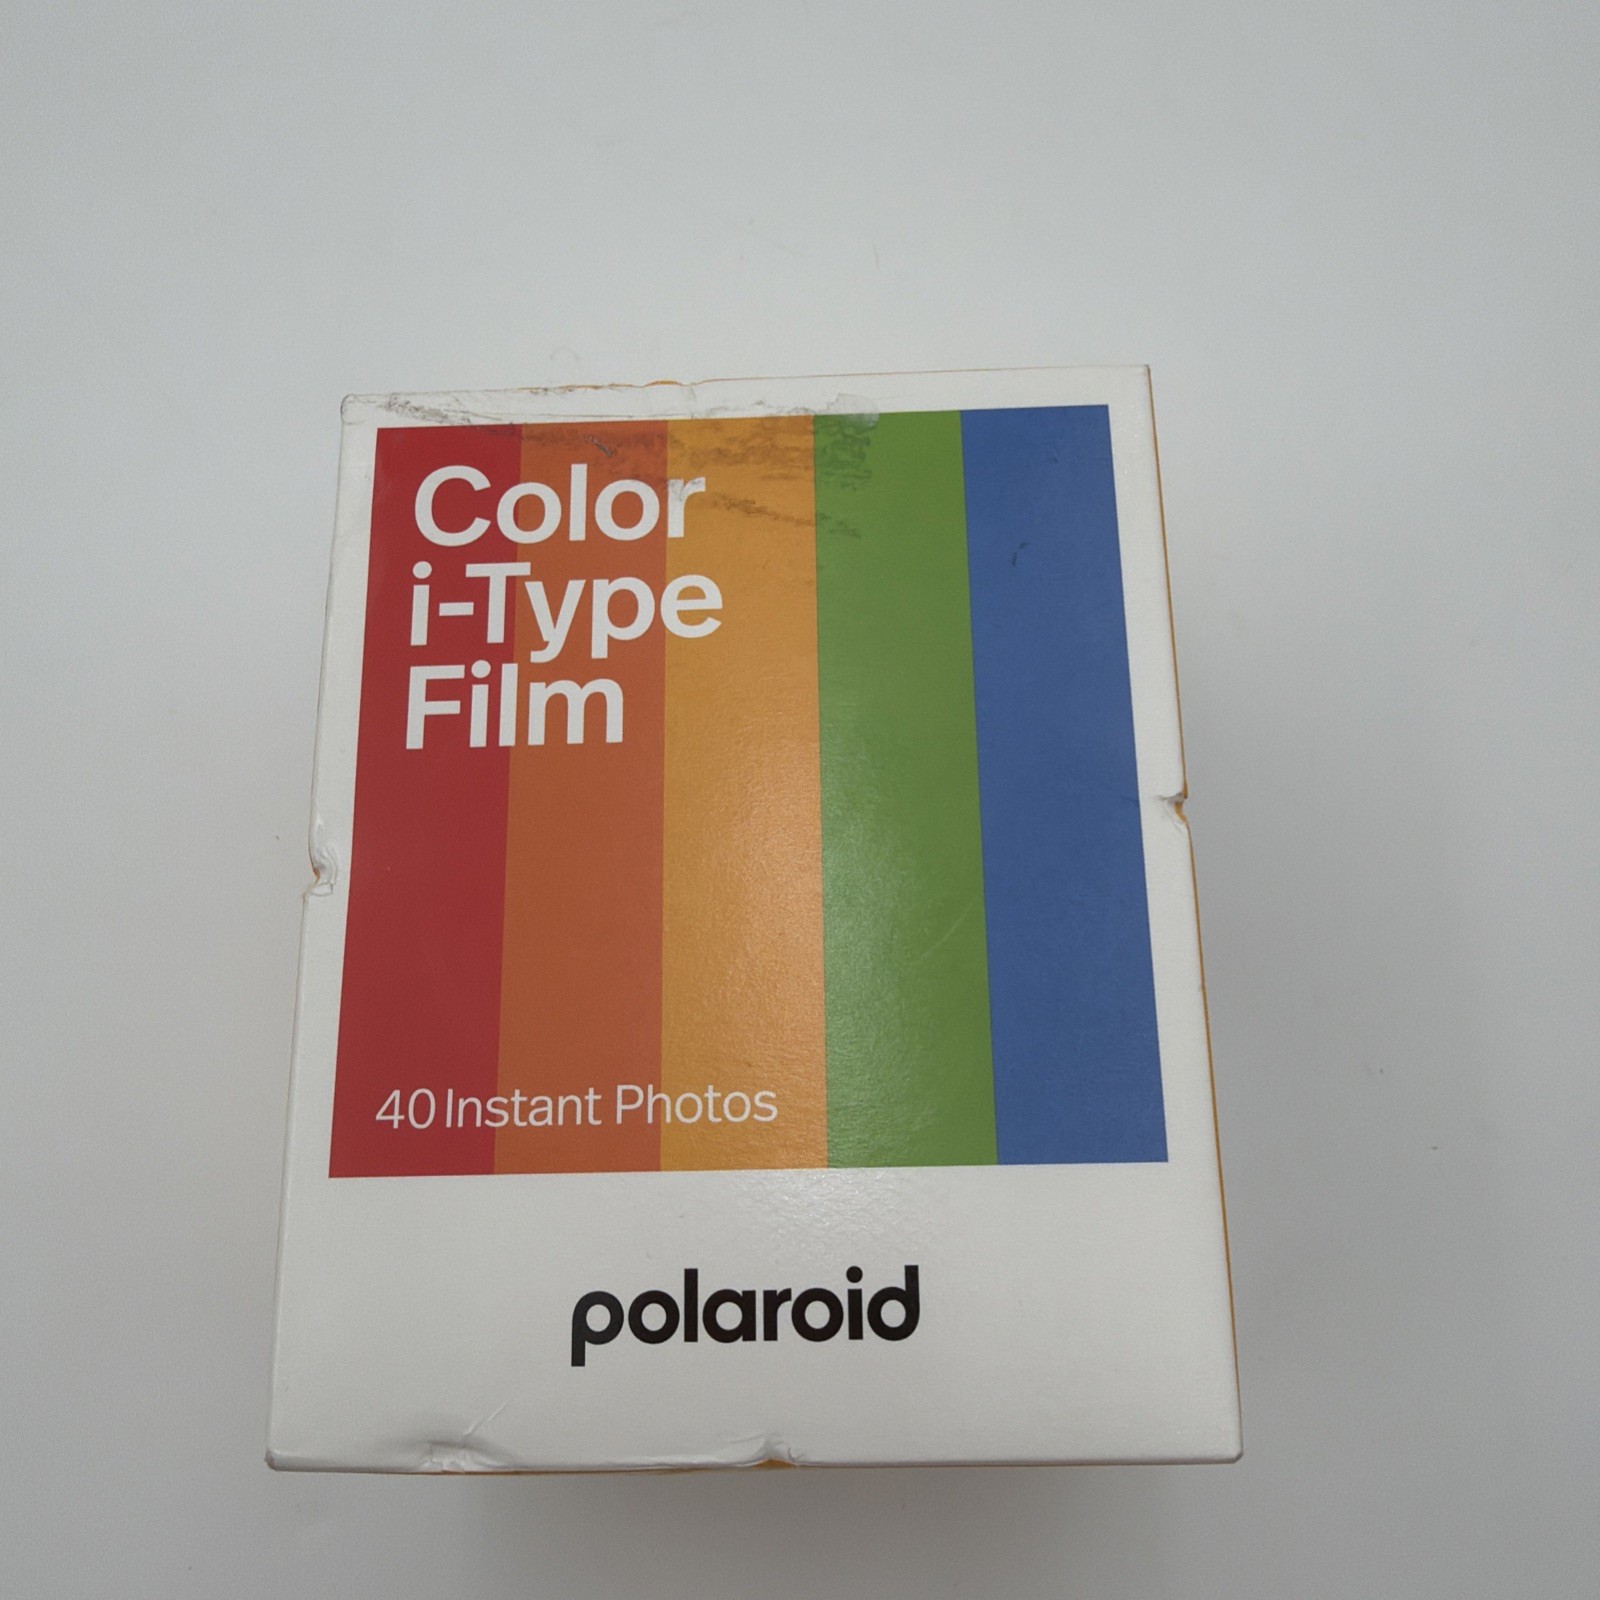 Color
i-Type
Film
40 Instant Photos
polaroid